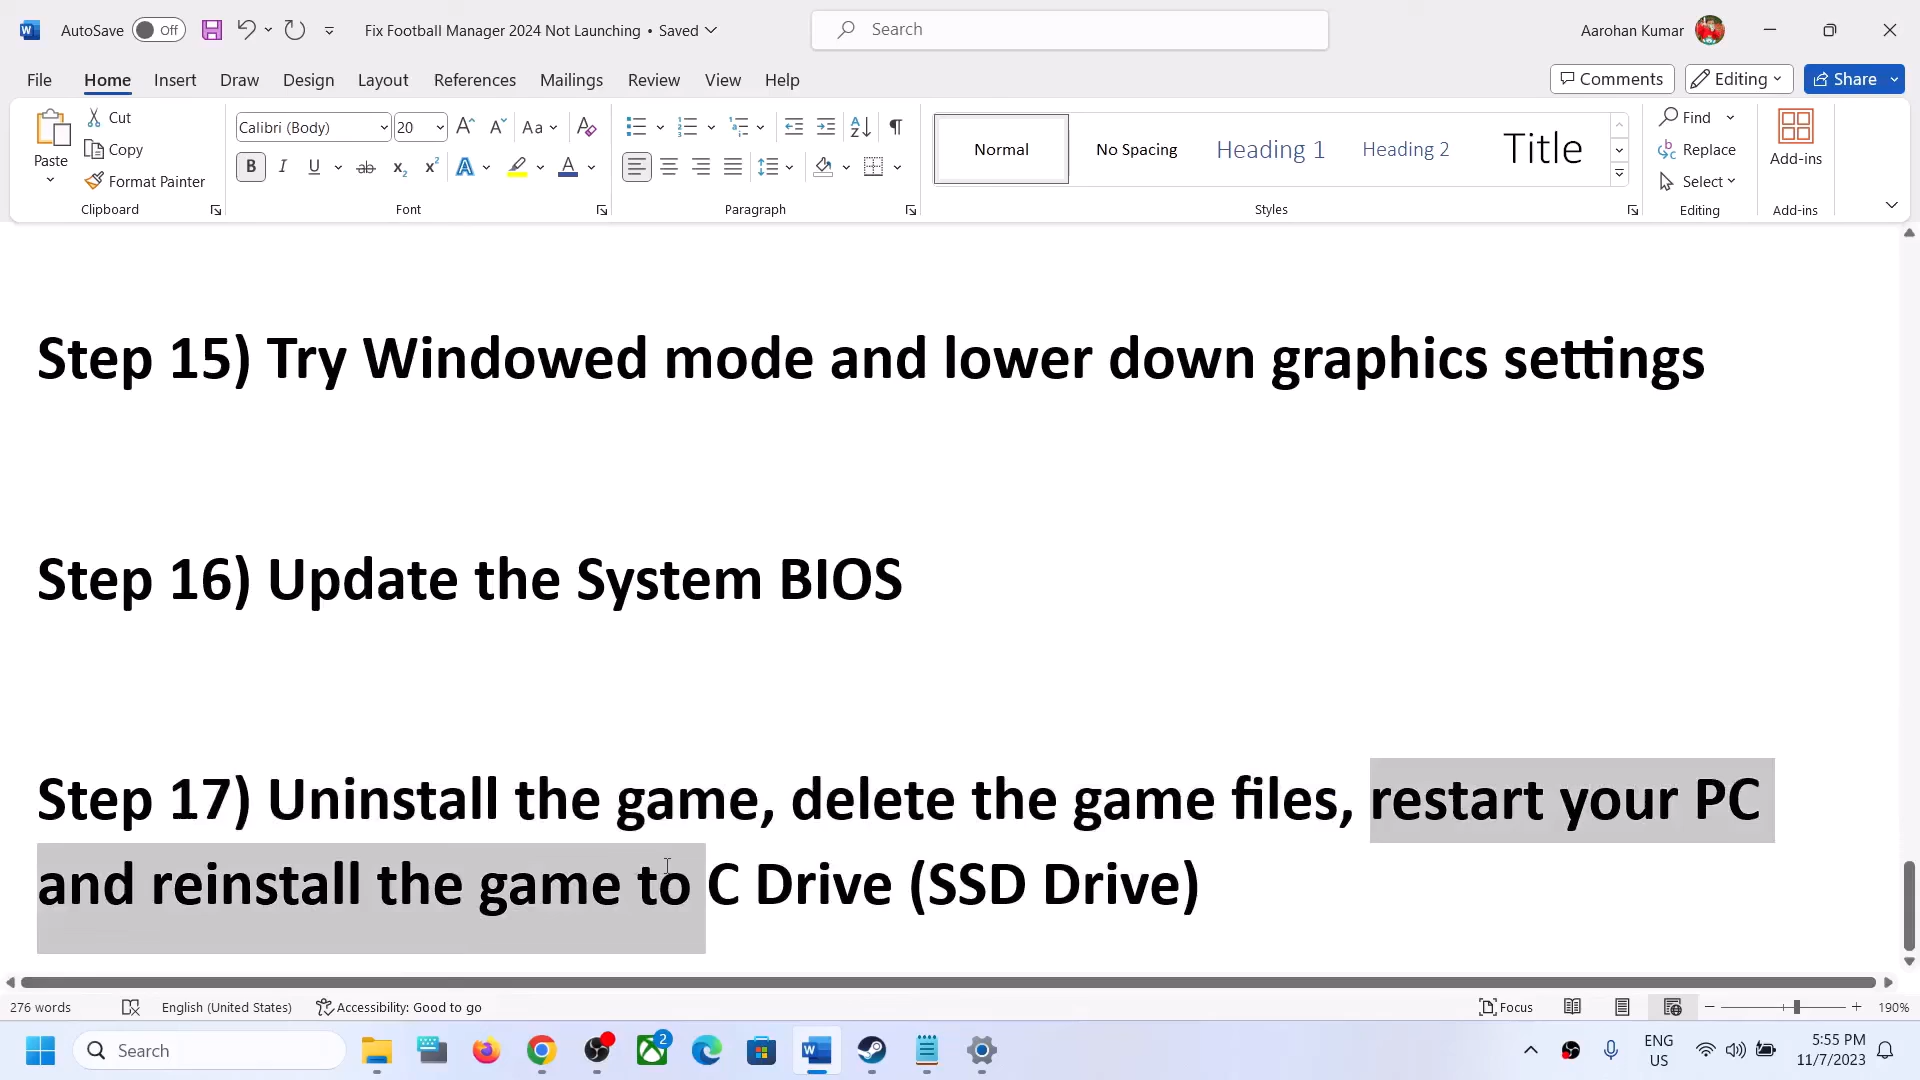 AutoSave Off Fix Football Manager 2024 Not Launching • Saved Search Aarohan Kumar
File Home Insert Draw Design Layout References Mailings Review View Help Comments Editing Share
Paste Cut Copy Format Painter
Calibri (Body) 20 Aa
B I U ab x₂ x² A A
Normal No Spacing Heading 1 Heading 2 Title
Find Replace Select
Add-ins
Clipboard Font Paragraph Styles Editing Add-ins
Step 15) Try Windowed mode and lower down graphics settings
Step 16) Update the System BIOS
Step 17) Uninstall the game, delete the game files, restart your PC
and reinstall the game to C Drive (SSD Drive)
276 words English (United States) Accessibility: Good to go Focus 190%
Search 2 ENG US 5:55 PM 11/7/2023